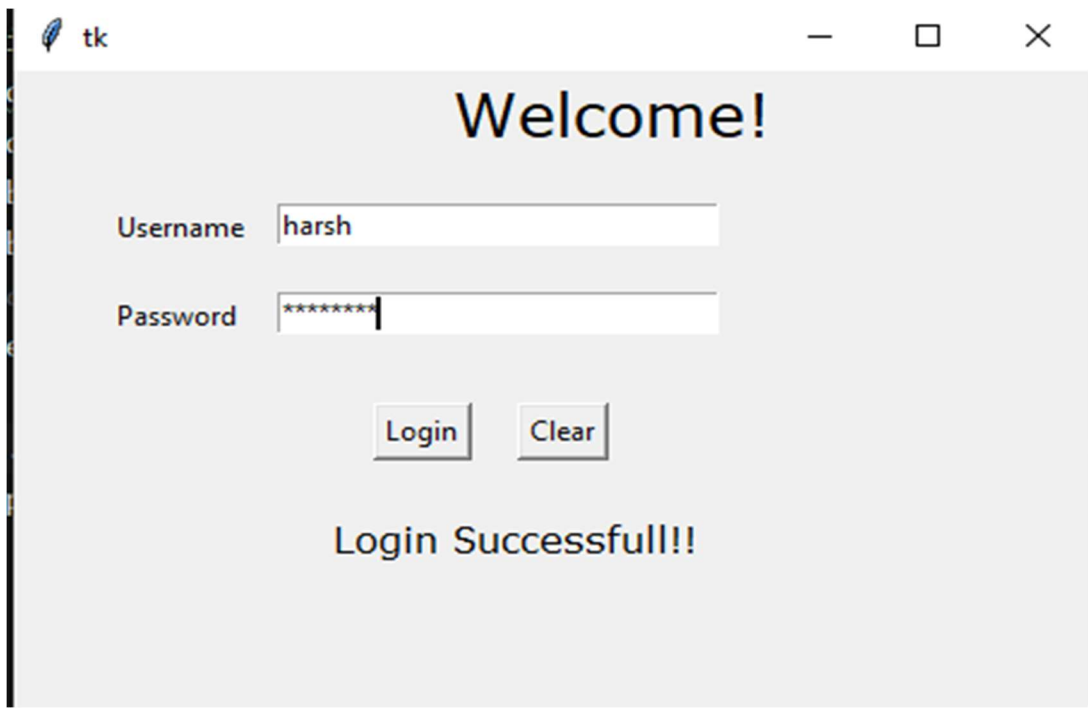 tk
Welcome!
Username harsh
Password ********
Login Clear
Login Successfull!!